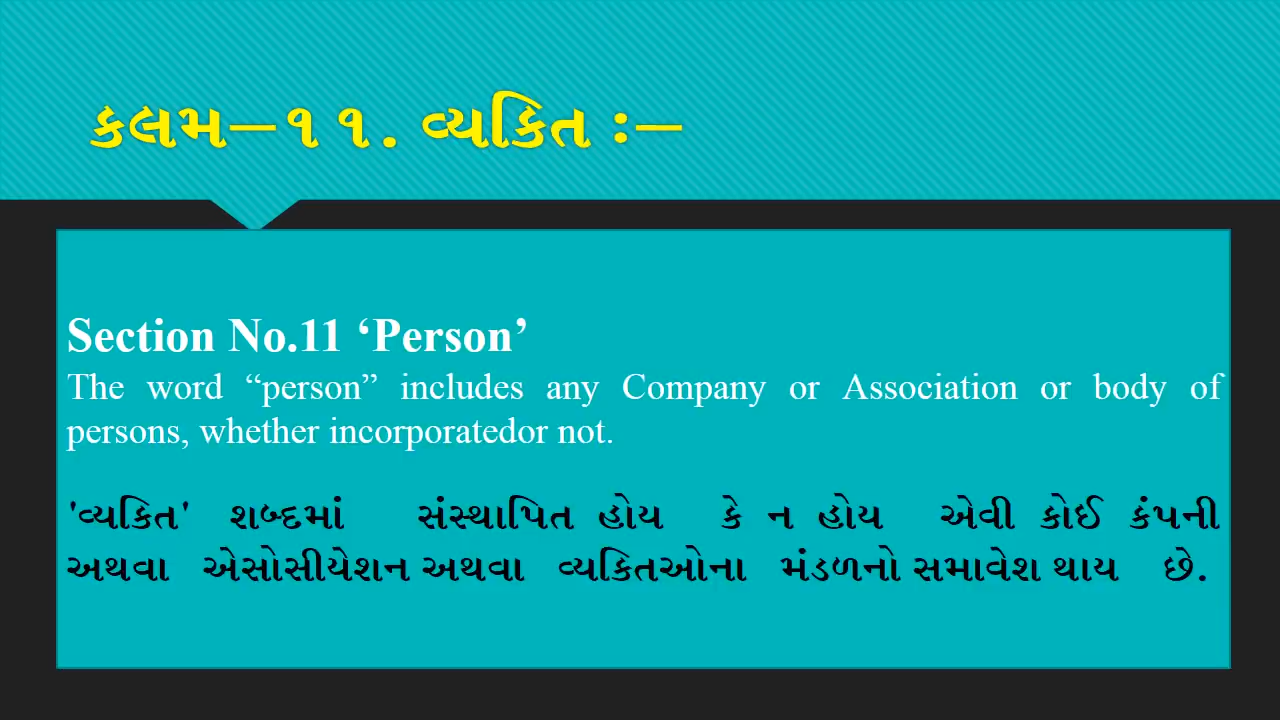 કલમ–૧૧. વ્યકિત ઃ–
Section No.11 ‘Person’
The word “person” includes any Company or Association or body of
persons, whether incorporatedor not.
'વ્યકિત' શબ્દમાં સંસ્થાપિત હોય કે ન હોય એવી કોઈ કંપની
અથવા એસોસીયેશન અથવા વ્યકિતઓના મંડળનો સમાવેશ થાય છે.